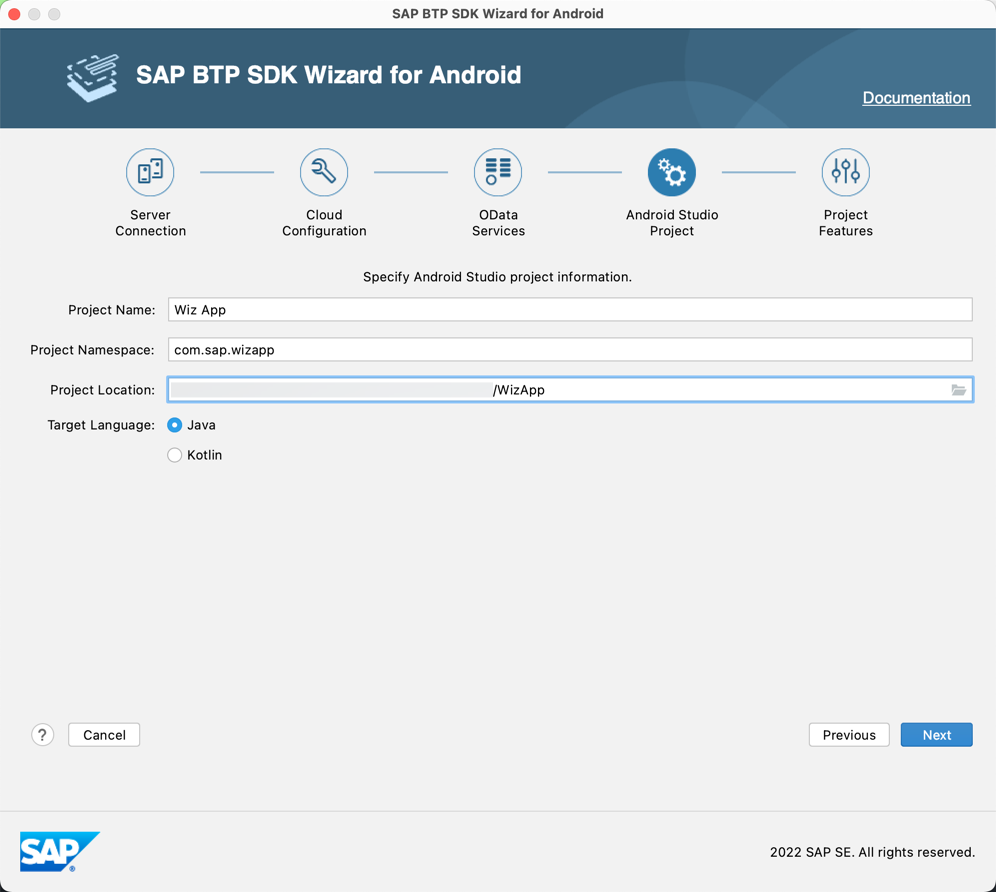 SAP BTP SDK Wizard for Android
SAP BTP SDK Wizard for Android
Documentation
Server
Connection
Cloud
Configuration
OData
Services
Android Studio
Project
Project
Features
Specify Android Studio project information.
Project Name: Wiz App
Project Namespace: com.sap.wizapp
Project Location: /WizApp
Target Language: Java
Kotlin
? Cancel Previous Next
SAP ® 2022 SAP SE. All rights reserved.